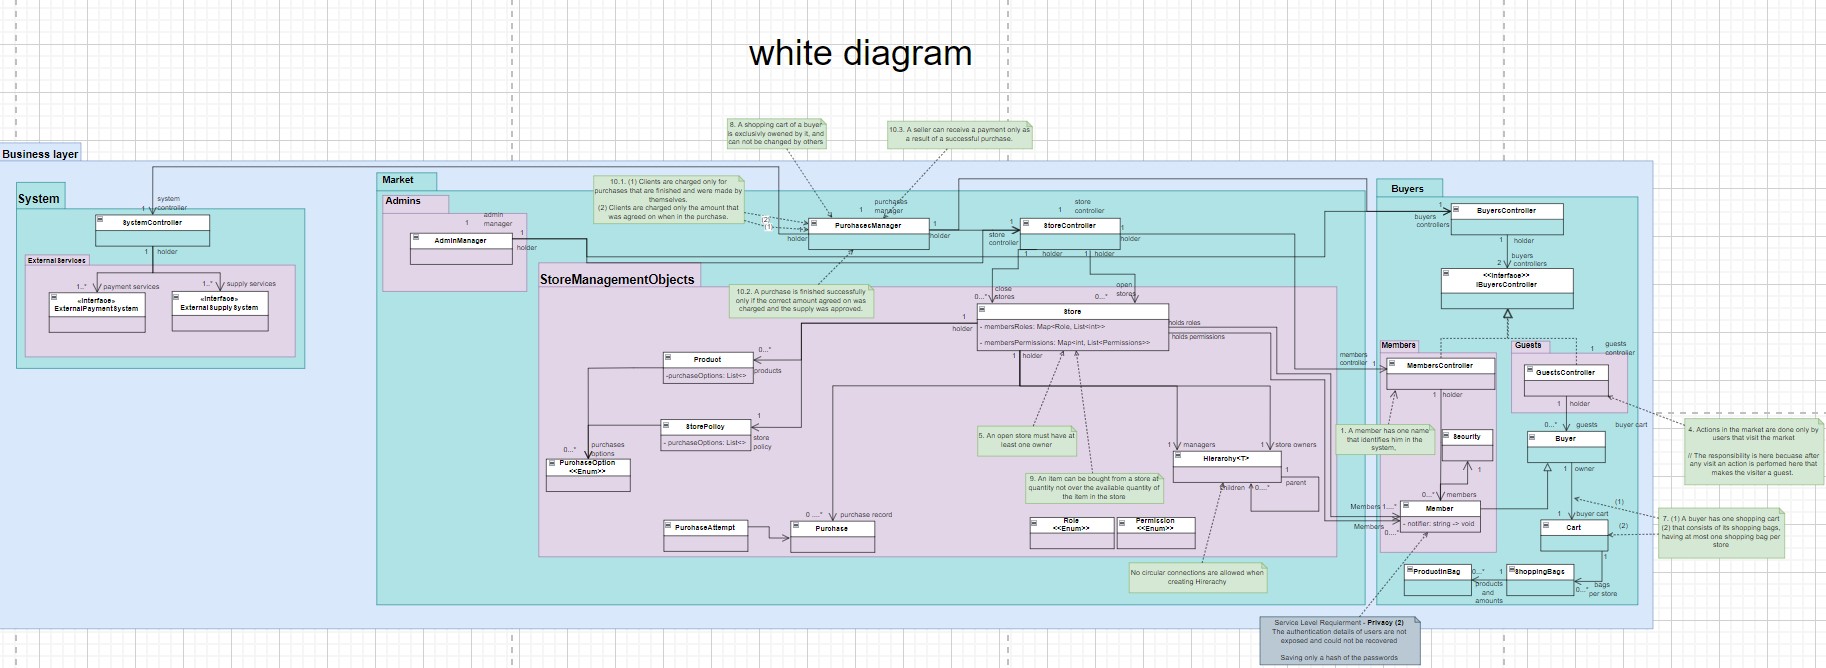 white diagram
8. A shopping cart of a buyer
is exclusivly owened by it, and
can not be changed by others
10.3. A seller can receive a payment only as
a result of a successful purchase.
Business layer
System
system
controller
1
SystemController
1
holder
ExternalServices
1..*
payment services
1..*
supply services
«interface»
ExternalPaymentSystem
«interface»
ExternalSupplySystem
Market
Admins
1
admin
manager
AdminManager
1
holder
10.1. (1) Clients are charged only for
purchases that are finished and were made by
themselves.
(2) Clients are charged only the amount that
was agreed on when in the purchase.
(2)
(1)
1
purchases
manager
PurchasesManager
1
holder
1
holder
1
store
controller
StoreController
1
store
controller
1
holder
1
holder
1
holder
10.2. A purchase is finished successfully
only if the correct amount agreed on was
charged and the supply was approved.
StoreManagementObjects
0...*
close
stores
0...*
open
stores
Store
- membersRoles: Map<Role, List<int>>
- membersPermissions: Map<int, List<Permissions>>
1
holder
1
holder
holds roles
holds permissions
0...*
products
Product
-purchaseOptions: List<>
1
store
policy
StorePolicy
- purchaseOptions: List<>
0...*
purchases
options
PurchaseOption
<<Enum>>
5. An open store must have at
least one owner
9. An item can be bought from a store at
quantity not over the available quantity of
the item in the store
1
managers
1
store owners
Hierarchy<T>
1
parent
children
0....*
0 ....*
purchase record
PurchaseAttempt
Purchase
Role
<<Enum>>
Permission
<<Enum>>
No circular connections are allowed when
creating Hirerachy
Buyers
1
buyers
controllers
BuyersController
1
holder
2
buyers
controllers
<<Interface>>
IBuyersController
Members
members
controller
1
MembersController
1
holder
Guests
1
guests
controller
GuestsController
1
holder
1. A member has one name
that identifies him in the
system,
Security
1
0...*
members
Members 1....*
Members
0....*
Member
- notifier: string -> void
0...*
guests
buyer cart
Buyer
1
owner
1
buyer cart
Cart
1
0...*
bags
per store
ShoppingBags
1
0...*
products
and
amounts
ProductInBag
4. Actions in the market are done only by
users that visit the market
// The responsibility is here becuase after
any visit an action is perfomed here that
makes the visiter a guest.
(1)
(2)
7. (1) A buyer has one shopping cart
(2) that consists of its shopping bags,
having at most one shopping bag per
store
Service Level Requierment - Privacy (2)
The authentication details of users are not
exposed and could not be recovered
Saving only a hash of the passwords